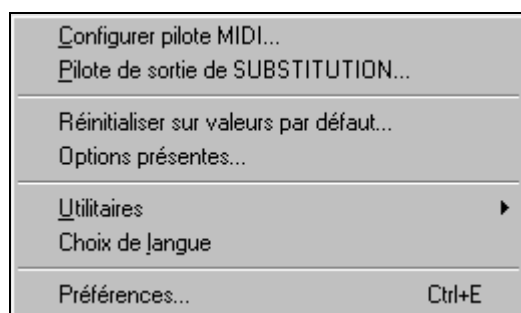 Configurer pilote MIDI...
Pilote de sortie de SUBSTITUTION...
Réinitialiser sur valeurs par défaut...
Options présentes...
Utilitaires
Choix de langue
Préférences... Ctrl+E